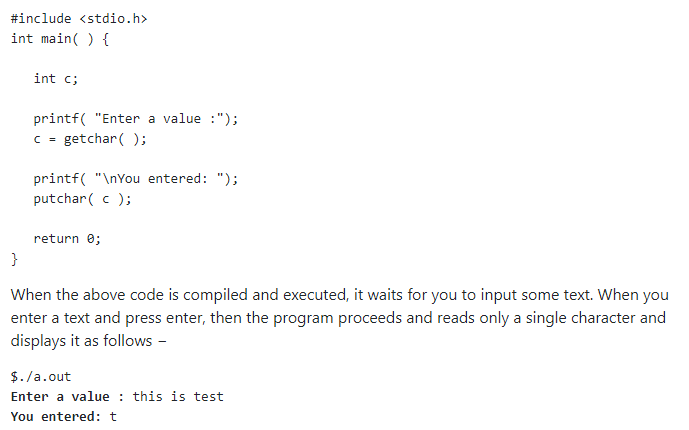 #include <stdio.h>
int main( ) {
int c;
printf( "Enter a value :");
c = getchar( );
printf( "\nYou entered: ");
putchar( c );
return 0;
}
When the above code is compiled and executed, it waits for you to input some text. When you
enter a text and press enter, then the program proceeds and reads only a single character and
displays it as follows −
$./a.out
Enter a value : this is test
You entered: t